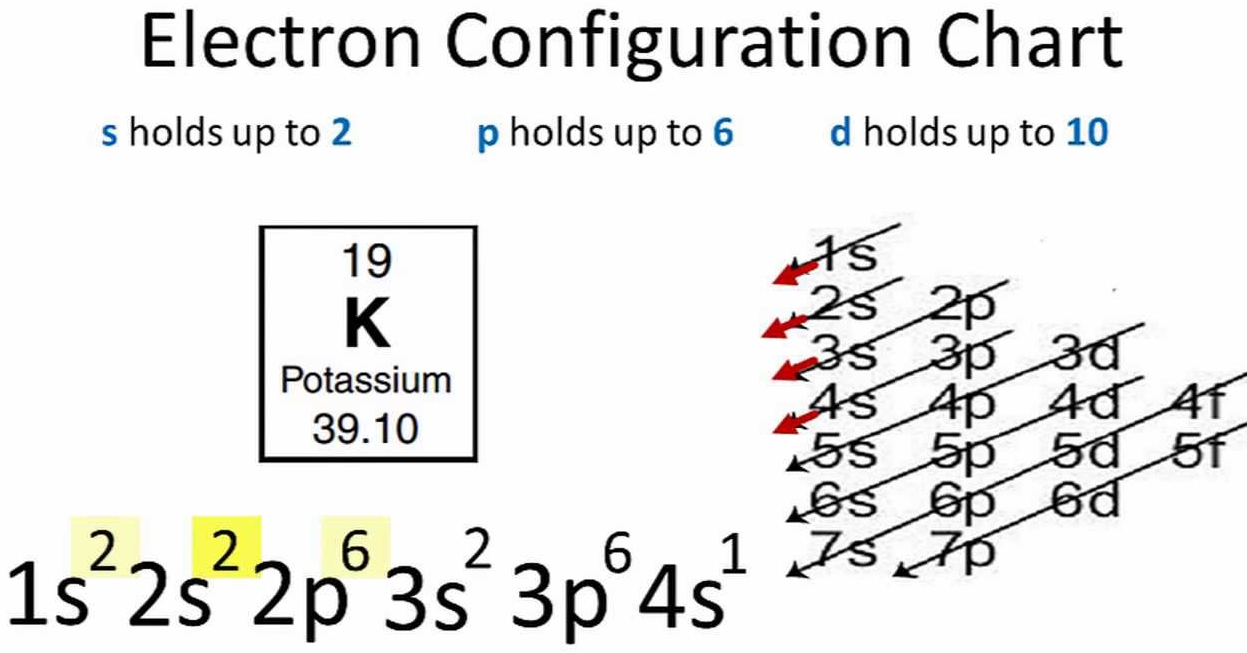 Electron Configuration Chart
s holds up to 2 p holds up to 6 d holds up to 10
19
K
Potassium
39.10
1s
2s 2p
3s 3p 3d
4s 4p 4d 4f
5s 5p 5d 5f
6s 6p 6d
7s 7p
1s² 2s² 2p⁶ 3s² 3p⁶ 4s¹